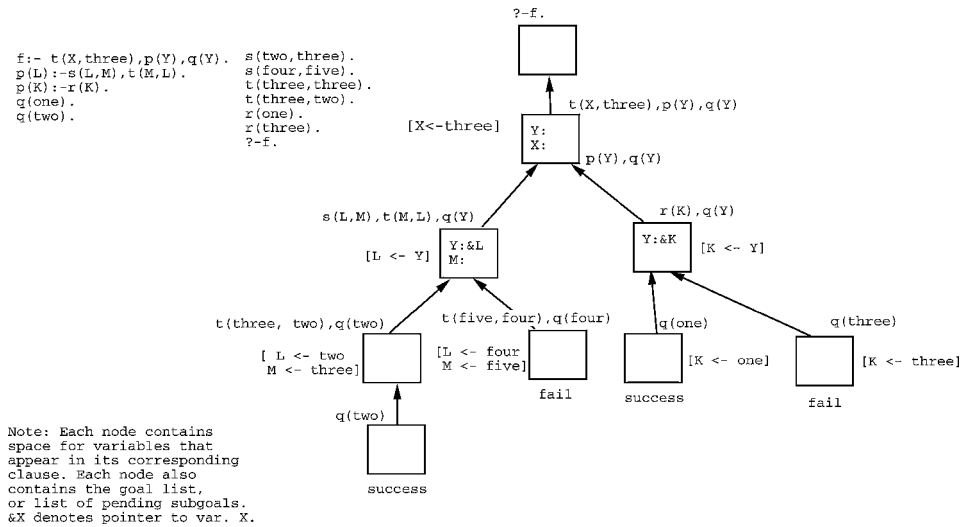 ?-f.
f:- t(X,three),p(Y),q(Y).
p(L):-s(L,M),t(M,L).
p(K):-r(K).
q(one).
q(two).
s(two,three).
s(four,five).
t(three,three).
t(three,two).
r(one).
r(three).
?-f.
t(X,three),p(Y),q(Y)
[X<-three]
Y:
X:
p(Y),q(Y)
s(L,M),t(M,L),q(Y)
[L <- Y]
Y:&L
M:
r(K),q(Y)
Y:&K
[K <- Y]
t(three, two),q(two)
[ L <- two
M <- three]
t(five,four),q(four)
[L <- four
M <- five]
fail
q(one)
[K <- one]
success
q(three)
[K <- three]
fail
q(two)
success
Note: Each node contains
space for variables that
appear in its corresponding
clause. Each node also
contains the goal list,
or list of pending subgoals.
&X denotes pointer to var. X.